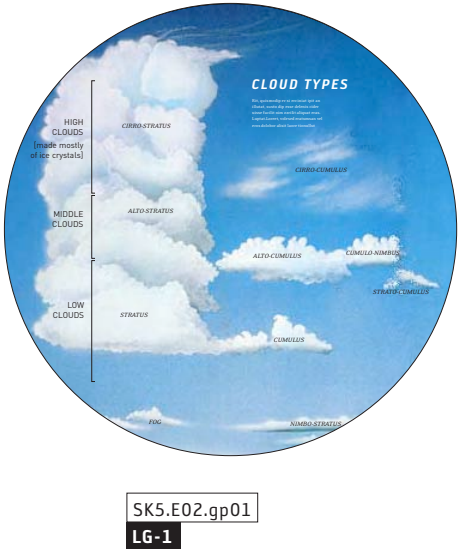 CLOUD TYPES
HIGH
CLOUDS
(made mostly
of ice crystals)
CIRRO-STRATUS
CIRRO-CUMULUS
MIDDLE
CLOUDS
ALTO-STRATUS
ALTO-CUMULUS
CUMULO-NIMBUS
STRATO-CUMULUS
LOW
CLOUDS
STRATUS
CUMULUS
FOG
NIMBO-STRATUS
SK5.E02.gp01
LG-1